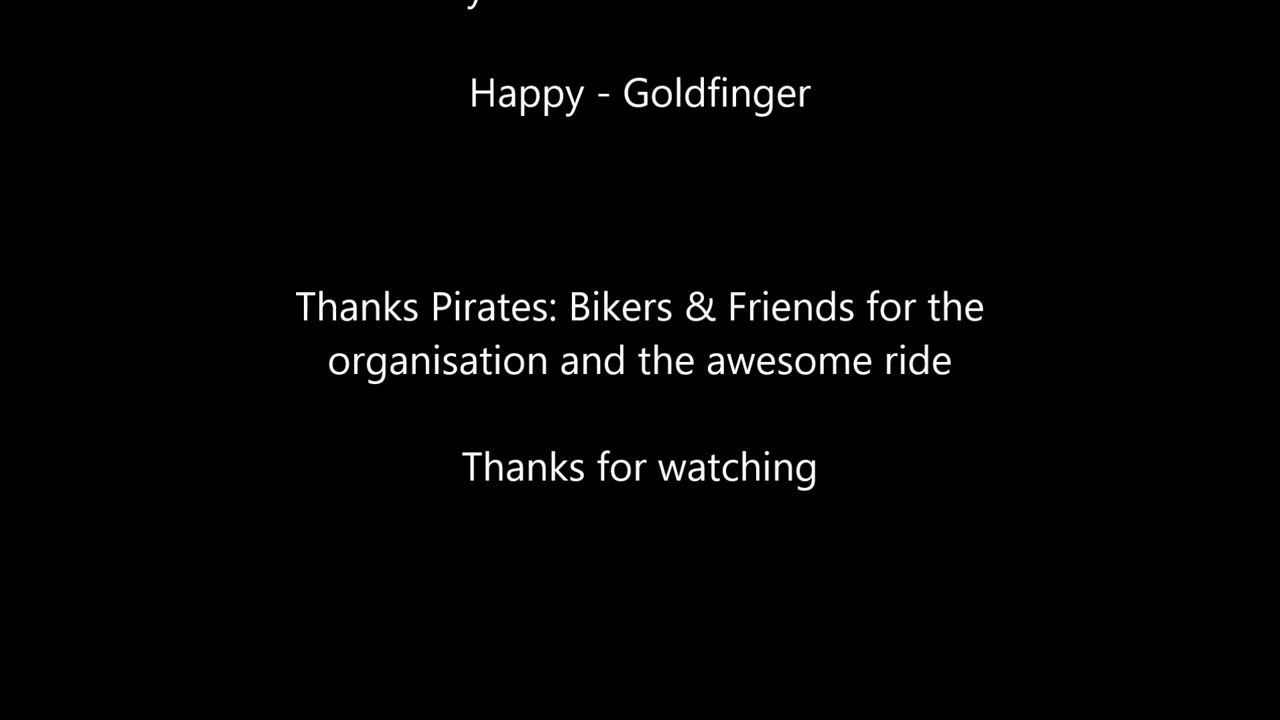 Happy - Goldfinger
Thanks Pirates: Bikers & Friends for the
organisation and the awesome ride
Thanks for watching